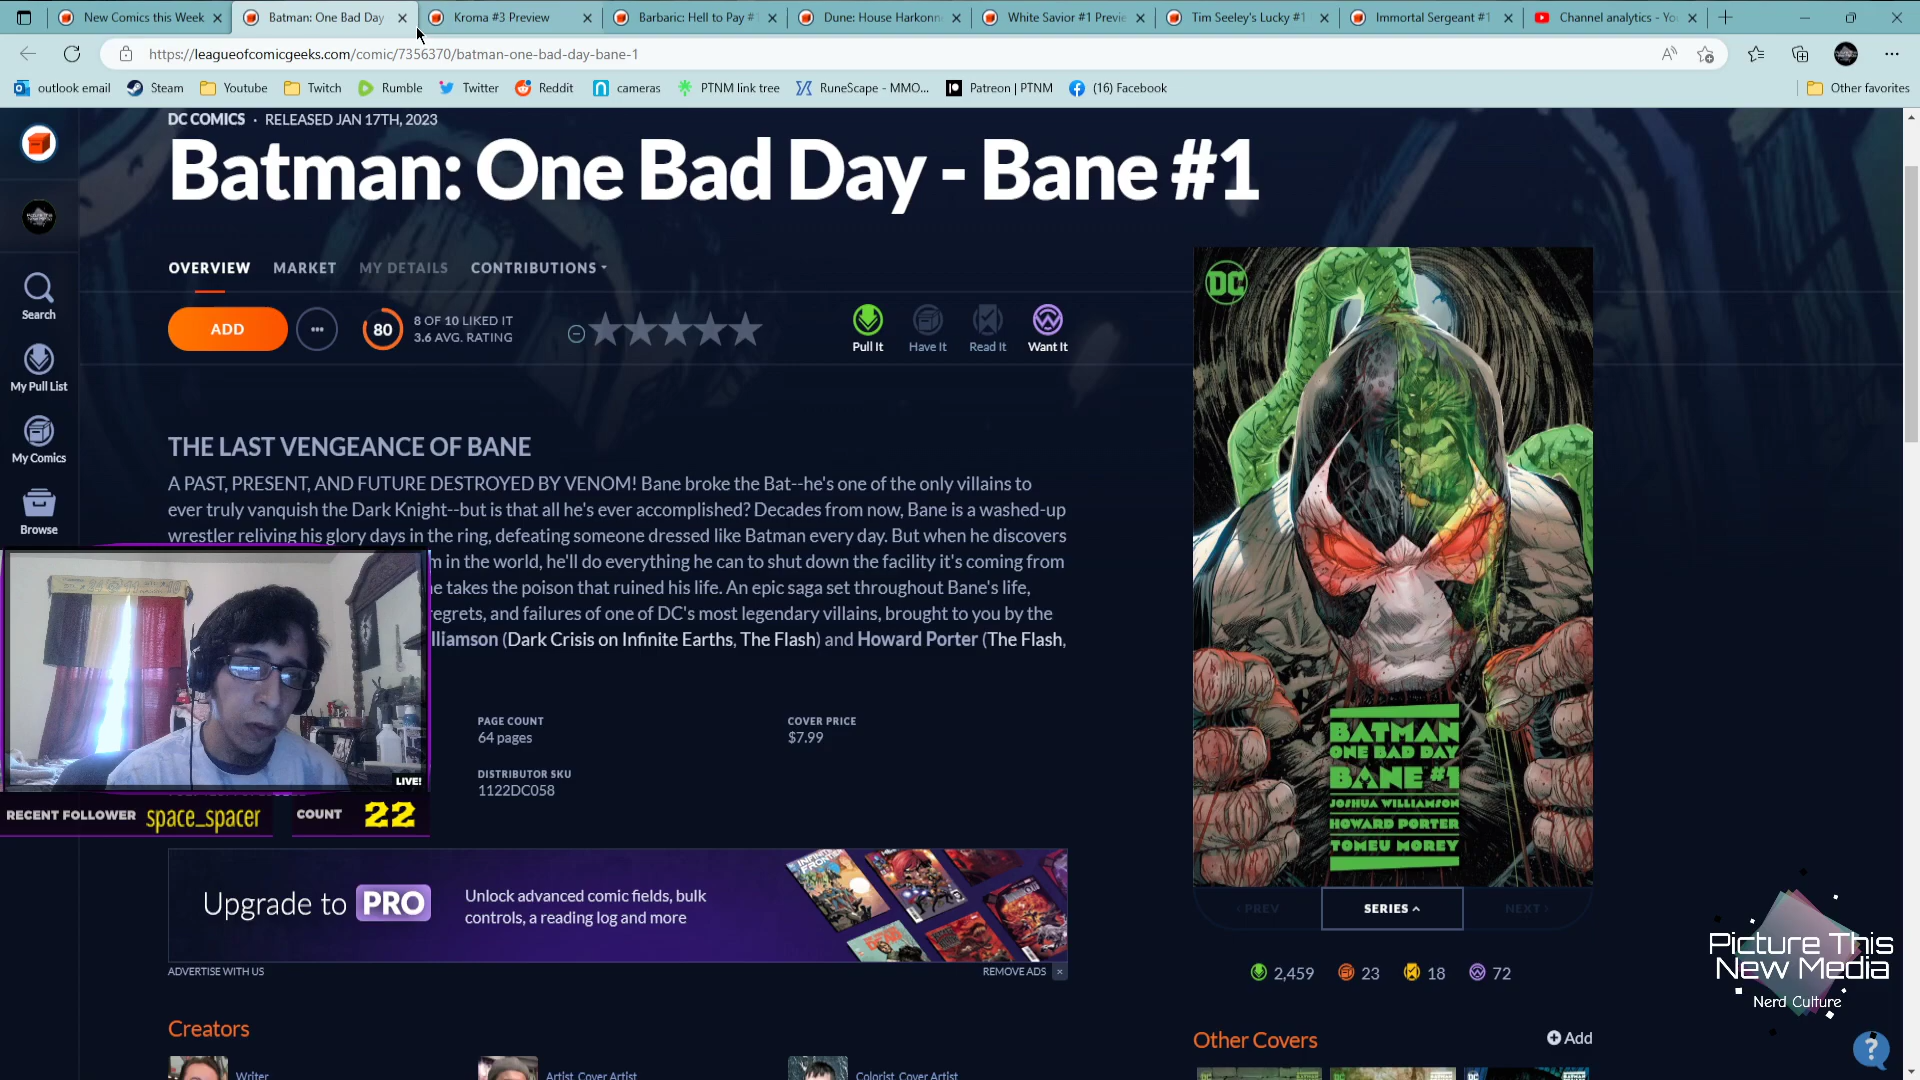 New Comics this Week
Batman: One Bad Day
Kroma #3 Preview
Barbaric: Hell to Pay #
Dune: House Harkonn
White Savior #1 Previe
Tim Seeley's Lucky #1
Immortal Sergeant #1
Channel analytics - Yo
https://leagueofcomicgeeks.com/comic/7356370/batman-one-bad-day-bane-1
outlook email
Steam
Youtube
Twitch
Rumble
Twitter
Reddit
cameras
PTNM link tree
RuneScape - MMO...
Patreon | PTNM
(16) Facebook
Other favorites
DC COMICS · RELEASED JAN 17TH, 2023
Batman: One Bad Day - Bane #1
OVERVIEW MARKET MY DETAILS CONTRIBUTIONS
ADD
80
8 OF 10 LIKED IT
3.6 AVG. RATING
Pull It
Have It
Read It
Want It
Search
My Pull List
My Comics
Browse
THE LAST VENGEANCE OF BANE
A PAST, PRESENT, AND FUTURE DESTROYED BY VENOM! Bane broke the Bat--he's one of the only villains to
ever truly vanquish the Dark Knight--but is that all he's ever accomplished? Decades from now, Bane is a washed-up
wrestler reliving his glory days in the ring, defeating someone dressed like Batman every day. But when he discovers
m in the world, he'll do everything he can to shut down the facility it's coming from
e takes the poison that ruined his life. An epic saga set throughout Bane's life,
egrets, and failures of one of DC's most legendary villains, brought to you by the
lliamson (Dark Crisis on Infinite Earths, The Flash) and Howard Porter (The Flash,
PAGE COUNT
64 pages
COVER PRICE
$7.99
DISTRIBUTOR SKU
1122DC058
LIVE!
RECENT FOLLOWER space_spacer
COUNT 22
DC
BATMAN
ONE BAD DAY
BANE #1
JOSHUA WILLIAMSON
HOWARD PORTER
TOMEU MOREY
Upgrade to PRO
Unlock advanced comic fields, bulk
controls, a reading log and more
ADVERTISE WITH US
REMOVE ADS ×
‹ PREV
SERIES
NEXT ›
2,459 23 18 72
Picture This
New Media
Nerd Culture
Creators
Writer
Artist, Cover Artist
Colorist, Cover Artist
Other Covers
Add
?